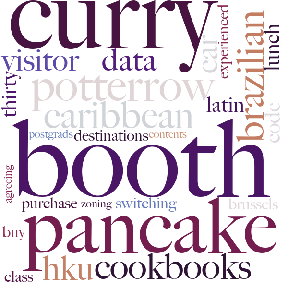 curry
visitor data
thirty
potterrow
car
experienced
brazilian
lunch
caribbean
latin
code
postgrads destinations contents
booth
agreeing
purchase zoning switching
brussels
buy
pancake
class
hku cookbooks